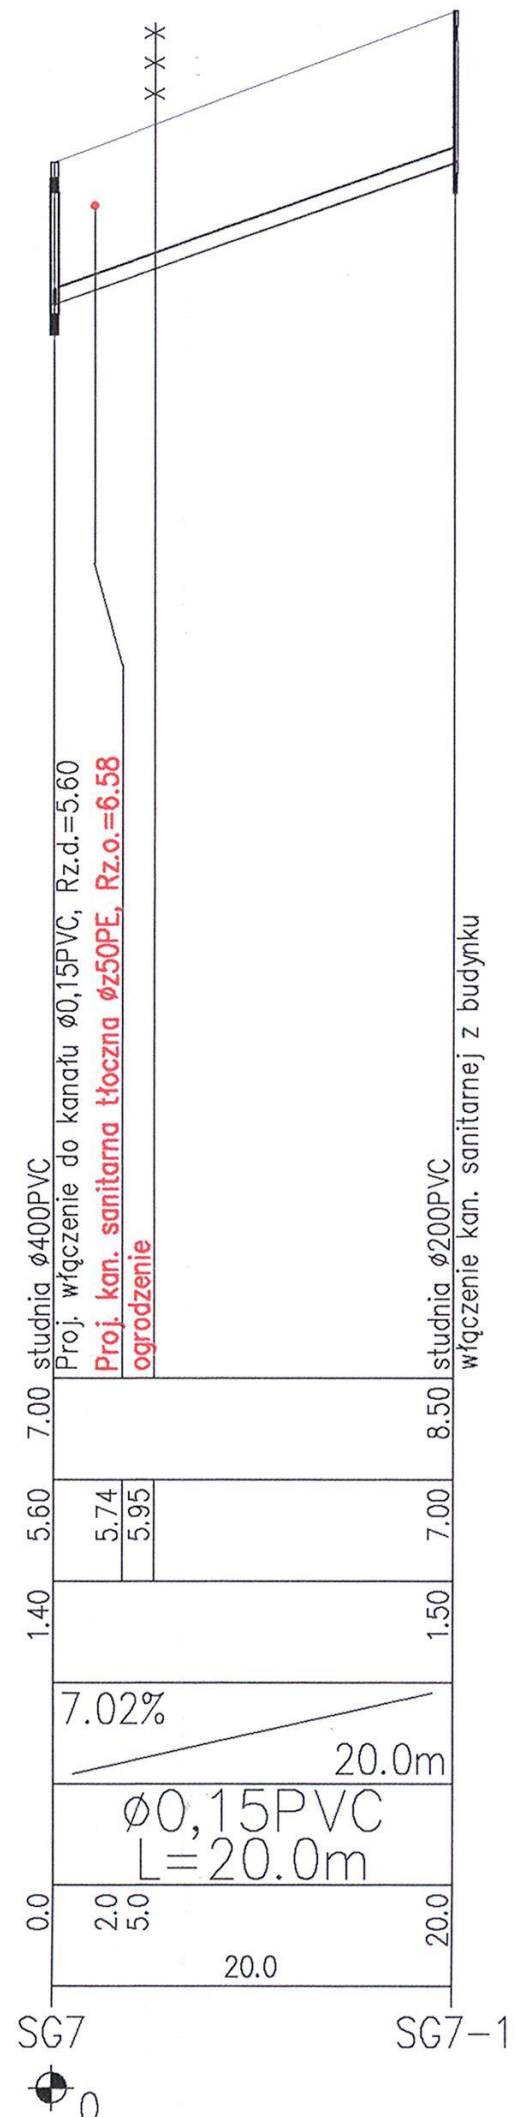 studnia ø400PVC
Proj. włączenie do kanału ø0,15PVC, Rz.d.=5.60
Proj. kan. sanitarna tłoczna øz50PE, Rz.o.=6.58
ogrodzenie
studnia ø200PVC
włączenie kan. sanitarnej z budynku
7.00
8.50
5.60
5.74
5.95
7.00
1.40
1.50
7.02%
20.0m
ø0,15PVC
L=20.0m
0.0
2.0
5.0
20.0
20.0
SG7
SG7-1
0